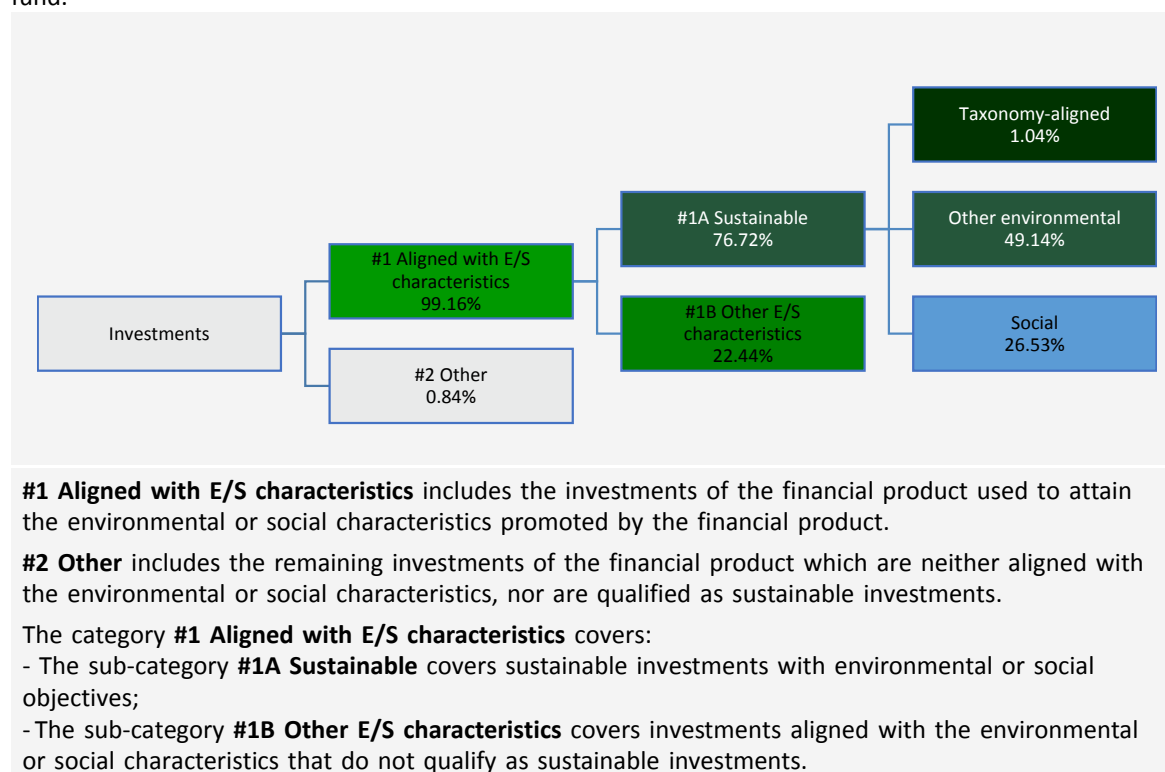 fund.
Taxonomy-aligned
1.04%
#1A Sustainable
76.72%
Other environmental
49.14%
#1 Aligned with E/S
characteristics
99.16%
Investments
#1B Other E/S
characteristics
22.44%
Social
26.53%
#2 Other
0.84%
#1 Aligned with E/S characteristics includes the investments of the financial product used to attain
the environmental or social characteristics promoted by the financial product.
#2 Other includes the remaining investments of the financial product which are neither aligned with
the environmental or social characteristics, nor are qualified as sustainable investments.
The category #1 Aligned with E/S characteristics covers:
- The sub-category #1A Sustainable covers sustainable investments with environmental or social
objectives;
- The sub-category #1B Other E/S characteristics covers investments aligned with the environmental
or social characteristics that do not qualify as sustainable investments.